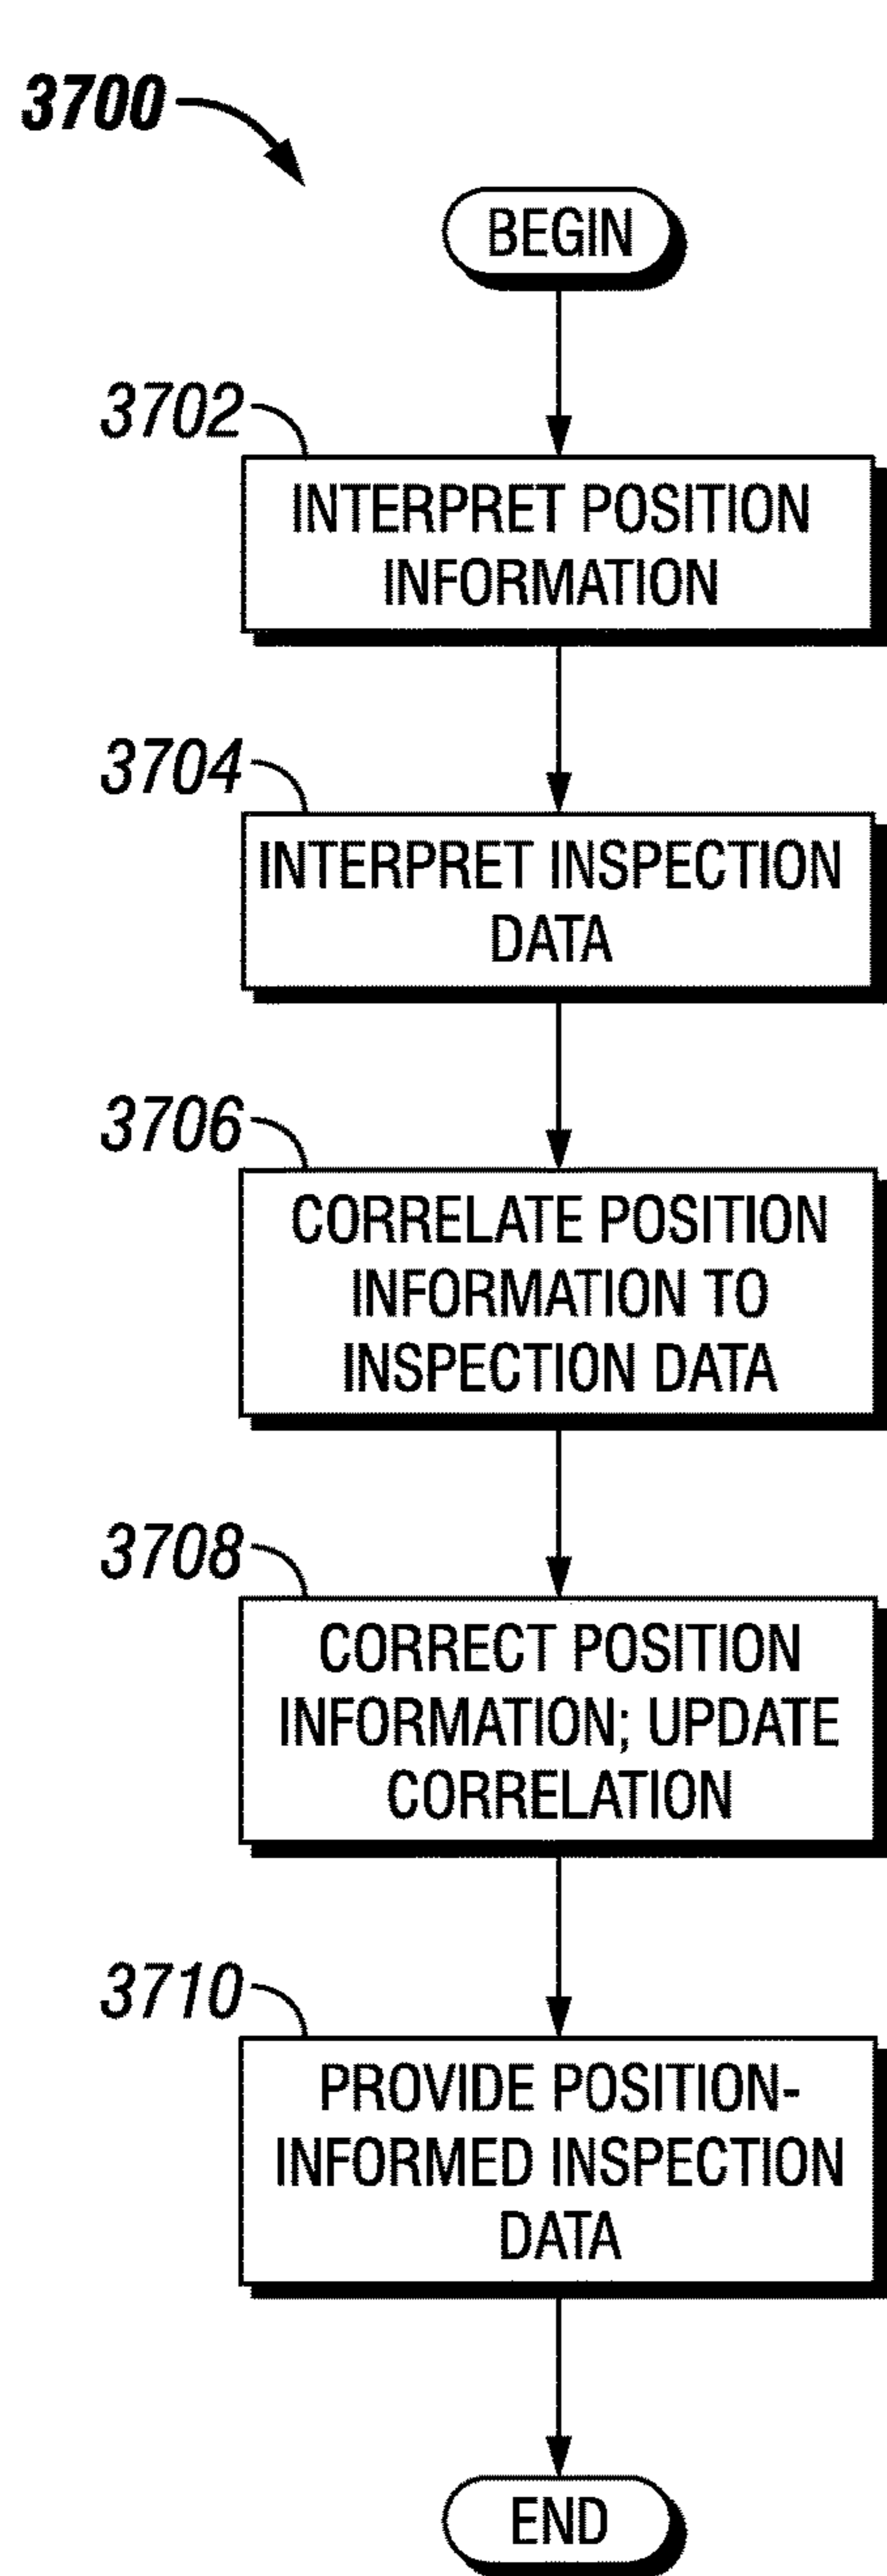 3700
BEGIN
3702
INTERPRET POSITION
INFORMATION
3704
INTERPRET INSPECTION
DATA
3706
CORRELATE POSITION
INFORMATION TO
INSPECTION DATA
3708
CORRECT POSITION
INFORMATION; UPDATE
CORRELATION
3710
PROVIDE POSITION-
INFORMED INSPECTION
DATA
END